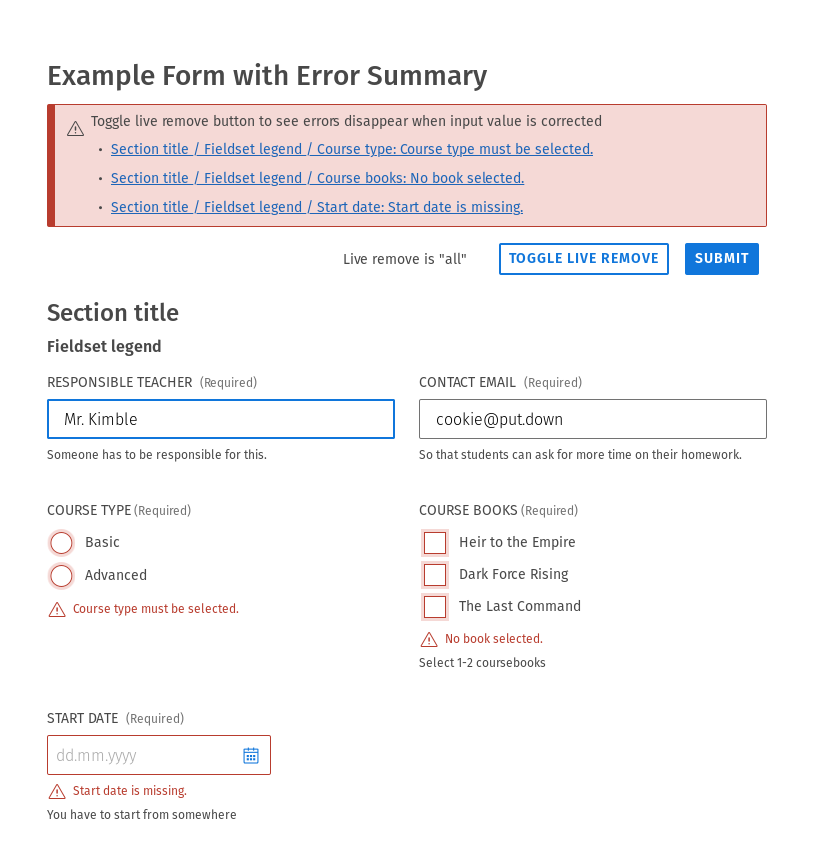 Example Form with Error Summary
Toggle live remove button to see errors disappear when input value is corrected
• Section title / Fieldset legend / Course type: Course type must be selected.
• Section title / Fieldset legend / Course books: No book selected.
• Section title / Fieldset legend / Start date: Start date is missing.
Live remove is "all" TOGGLE LIVE REMOVE SUBMIT
Section title
Fieldset legend
RESPONSIBLE TEACHER (Required)
Mr. Kimble
Someone has to be responsible for this.
CONTACT EMAIL (Required)
cookie@put.down
So that students can ask for more time on their homework.
COURSE TYPE (Required)
Basic
Advanced
Course type must be selected.
COURSE BOOKS (Required)
Heir to the Empire
Dark Force Rising
The Last Command
No book selected.
Select 1-2 coursebooks
START DATE (Required)
dd.mm.yyyy
Start date is missing.
You have to start from somewhere